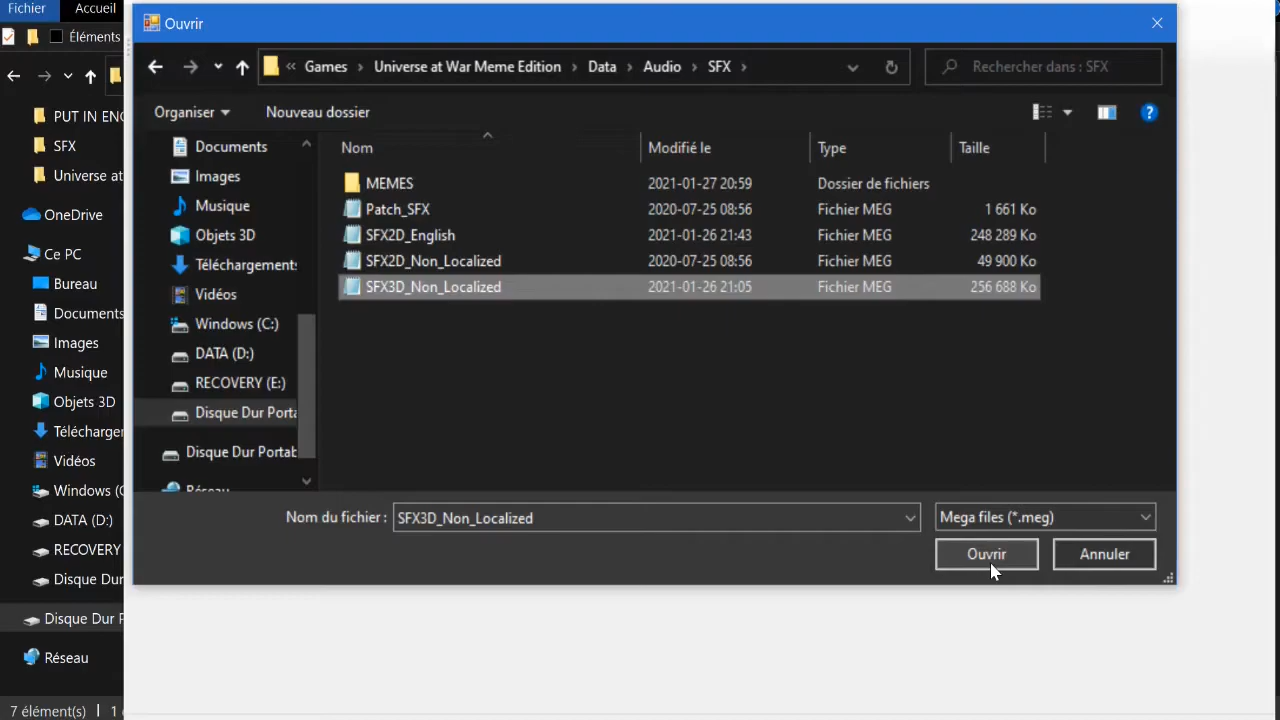 Fichier Accueil
Ouvrir
Éléments
Games Universe at War Meme Edition Data Audio SFX
Rechercher dans : SFX
Organiser Nouveau dossier
PUT IN ENG
SFX
Universe at
OneDrive
Ce PC
Bureau
Documents
Images
Musique
Objets 3D
Télécharger
Vidéos
Windows (C
DATA (D:)
RECOVERY
Disque Dur
Disque Dur P
Réseau
7 élément(s) 1
Documents
Images
Musique
Objets 3D
Téléchargements
Vidéos
Windows (C:)
DATA (D:)
RECOVERY (E:)
Disque Dur Porta
Disque Dur Portab
Réseau
Nom Modifié le Type Taille
MEMES 2021-01-27 20:59 Dossier de fichiers
Patch_SFX 2020-07-25 08:56 Fichier MEG 1 661 Ko
SFX2D_English 2021-01-26 21:43 Fichier MEG 248 289 Ko
SFX2D_Non_Localized 2020-07-25 08:56 Fichier MEG 49 900 Ko
SFX3D_Non_Localized 2021-01-26 21:05 Fichier MEG 256 688 Ko
Nom du fichier : SFX3D_Non_Localized Mega files (*.meg)
Ouvrir Annuler